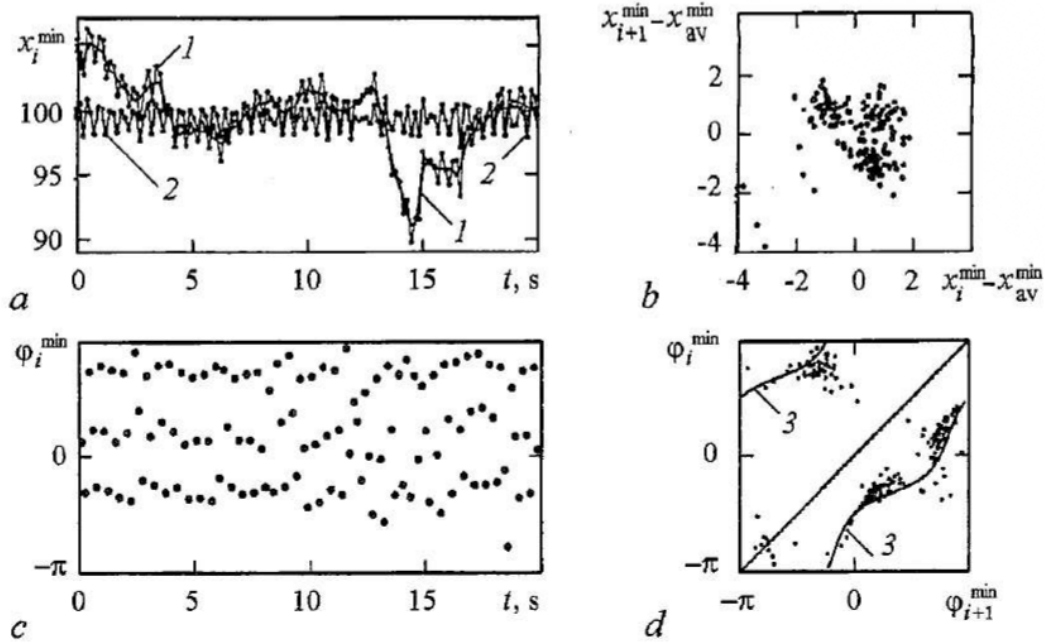 x_i^min
100
95
90
1
2
2
1
0 5 10 15 t, s
a
x_{i+1}^min – x_av^min
2
0
-2
-4
-4 -2 0 2 x_i^min – x_av^min
b
φ_i^min
0
–π
0 5 10 15 t, s
c
φ_i^min
0
–π
3
3
–π 0 φ_{i+1}^min
d